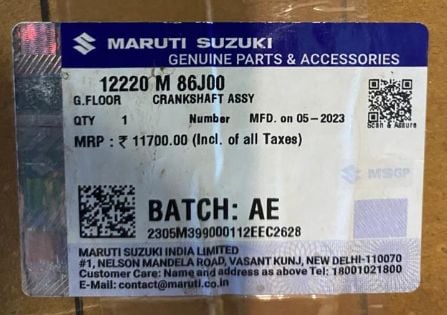 MARUTI SUZUKI
GENUINE PARTS & ACCESSORIES
12220 M 86J00
G.FLOOR CRANKSHAFT ASSY
QTY 1 Number MFD. on 05-2023
Scan & Assure
MRP : ₹ 11700.00 (Incl. of all Taxes)
MSGP
BATCH: AE
2305M399000112EEC2628
MARUTI SUZUKI INDIA LIMITED
#1, NELSON MANDELA ROAD, VASANT KUNJ, NEW DELHI-110070
Customer Care: Name and address as above Tel: 18001021800
E-Mail: contact@maruti.co.in